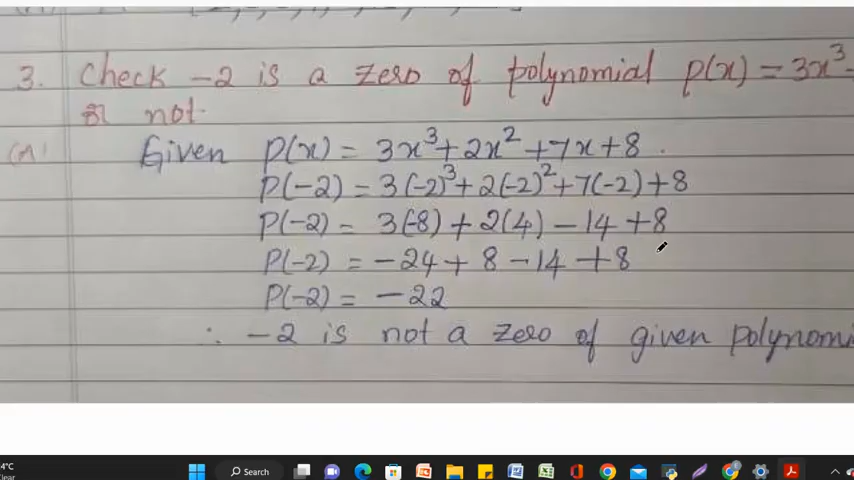 3. Check -2 is a zero of polynomial p(x) = 3x³
or not.
(A) Given P(x) = 3x³ + 2x² + 7x + 8.
P(-2) = 3(-2)³ + 2(-2)² + 7(-2) + 8
P(-2) = 3(-8) + 2(4) - 14 + 8
P(-2) = -24 + 8 - 14 + 8
P(-2) = -22
∴ -2 is not a zero of given polynomi
4°C
Clear
Search